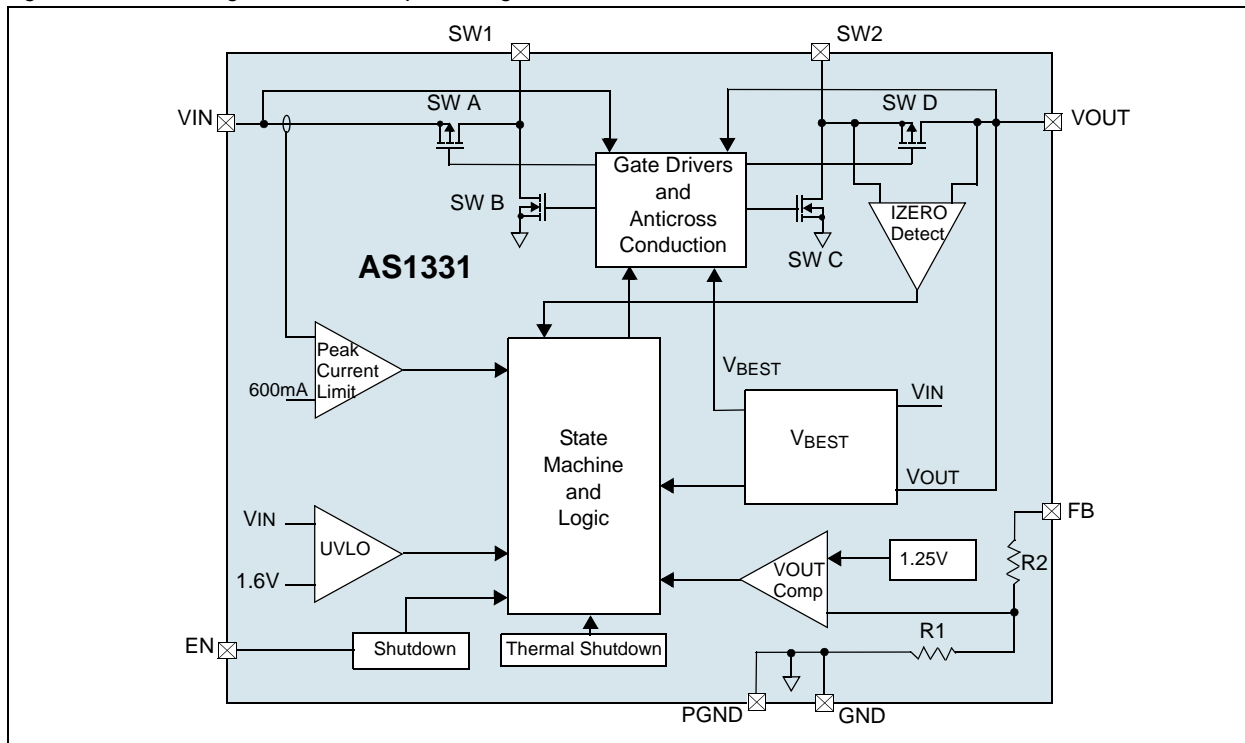 SW1
SW2
VIN
SW A
SW D
VOUT
Gate Drivers
and
Anticross
Conduction
SW B
SW C
IZERO
Detect
AS1331
Peak
Current
Limit
600mA
VBEST
VIN
VBEST
VOUT
State
Machine
and
Logic
VIN
UVLO
1.6V
FB
VOUT
Comp
1.25V
R2
R1
EN
Shutdown
Thermal Shutdown
PGND
GND